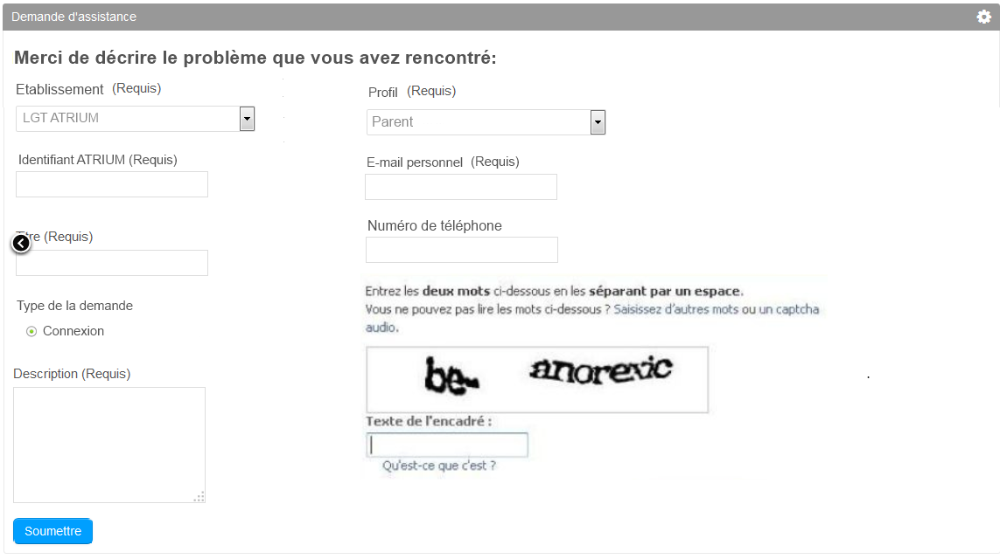 Demande d'assistance
Merci de décrire le problème que vous avez rencontré:
Etablissement (Requis)
LGT ATRIUM
Profil (Requis)
Parent
Identifiant ATRIUM (Requis)
E-mail personnel (Requis)
Titre (Requis)
Numéro de téléphone
Type de la demande
Connexion
Description (Requis)
Entrez les deux mots ci-dessous en les séparant par un espace.
Vous ne pouvez pas lire les mots ci-dessous ? Saisissez d'autres mots ou un captcha
audio.
be- anorexic
Texte de l'encadré :
Qu'est-ce que c'est ?
Soumettre